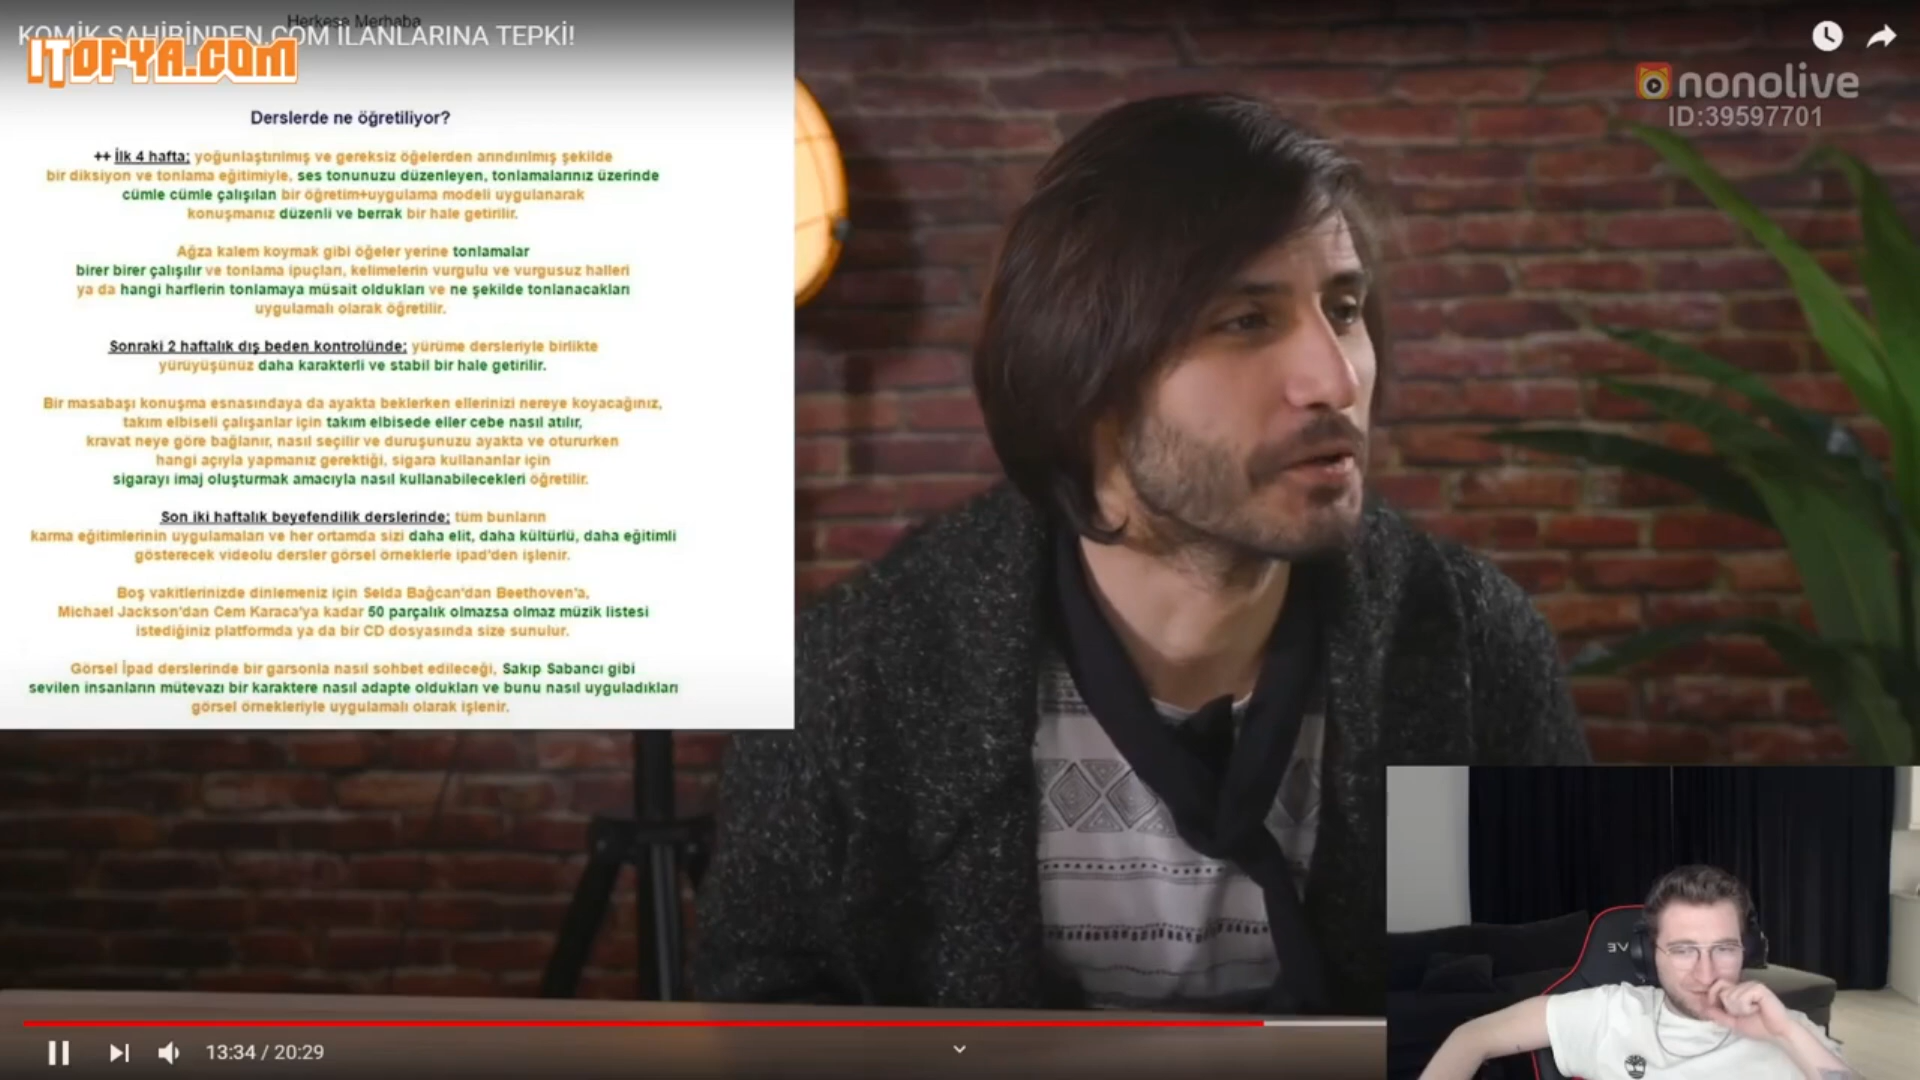 Herkese Merhaba
KOMİK SAHİBİNDEN.COM İLANLARINA TEPKİ!
ITOPYA.COM
nonolive
ID:39597701
Derslerde ne öğretiliyor?
++ İlk 4 hafta; yoğunlaştırılmış ve gereksiz öğelerden arındırılmış şekilde
bir diksiyon ve tonlama eğitimiyle, ses tonunuzu düzenleyen, tonlamalarınız üzerinde
cümle cümle çalışılan bir öğretim+uygulama modeli uygulanarak
konuşmanız düzenli ve berrak bir hale getirilir.
Ağza kalem koymak gibi öğeler yerine tonlamalar
birer birer çalışılır ve tonlama ipuçları, kelimelerin vurgulu ve vurgusuz halleri
ya da hangi harflerin tonlamaya müsait oldukları ve ne şekilde tonlanacakları
uygulamalı olarak öğretilir.
Sonraki 2 haftalık dış beden kontrolünde; yürüme dersleriyle birlikte
yürüyüşünüz daha karakterli ve stabil bir hale getirilir.
Bir masabaşı konuşma esnasındaya da ayakta beklerken ellerinizi nereye koyacağınız,
takım elbiseli çalışanlar için takım elbisede eller cebe nasıl atılır,
kravat neye göre bağlanır, nasıl seçilir ve duruşunuzu ayakta ve otururken
hangi açıyla yapmanız gerektiği, sigara kullananlar için
sigarayı imaj oluşturmak amacıyla nasıl kullanabilecekleri öğretilir.
Son iki haftalık beyefendilik derslerinde; tüm bunların
karma eğitimlerinin uygulamaları ve her ortamda sizi daha elit, daha kültürlü, daha eğitimli
gösterecek videolu dersler görsel örneklerle ipad'den işlenir.
Boş vakitlerinizde dinlemeniz için Selda Bağcan'dan Beethoven'a,
Michael Jackson'dan Cem Karaca'ya kadar 50 parçalık olmazsa olmaz müzik listesi
istediğiniz platformda ya da bir CD dosyasında size sunulur.
Görsel İpad derslerinde bir garsonla nasıl sohbet edileceği, Sakıp Sabancı gibi
sevilen insanların mütevazı bir karaktere nasıl adapte oldukları ve bunu nasıl uyguladıkları
görsel örnekleriyle uygulamalı olarak işlenir.
13:34 / 20:29